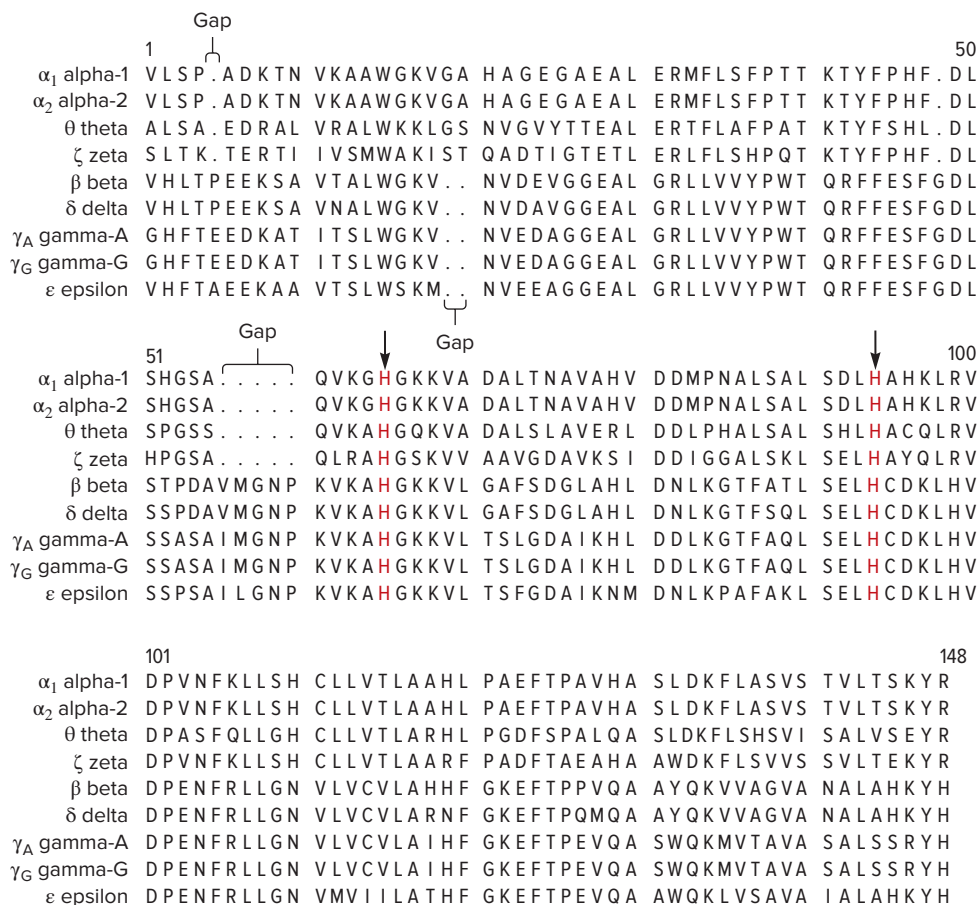 Gap
1 50
α1 alpha-1 VLSP.ADKTN VKAAWGKVGA HAGEGAEAL ERMFLSFPTT KTYFPHF.DL
α2 alpha-2 VLSP.ADKTN VKAAWGKVGA HAGEGAEAL ERMFLSFPTT KTYFPHF.DL
θ theta ALSA.EDRAL VRALWKKLGS NVGVYTTEAL ERTFLAFPAT KTYFSHL.DL
ζ zeta SLTK.TERTI IVSMWAKIST QADTIGTETL ERLFLSHPQT KTYFPHF.DL
β beta VHLTPEEKSA VTALWGKV.. NVDEVGGEAL GRLLVVYPWT QRFFESFGDL
δ delta VHLTPEEKSA VNALWGKV.. NVDAVGGEAL GRLLVVYPWT QRFFESFGDL
γA gamma-A GHFTEEDKAT ITSLWGKV.. NVEDAGGEAL GRLLVVYPWT QRFFESFGDL
γG gamma-G GHFTEEDKAT ITSLWGKV.. NVEDAGGEAL GRLLVVYPWT QRFFESFGDL
ε epsilon VHFTAEEKAA VTSLWSKM.. NVEEAGGEAL GRLLVVYPWT QRFFESFGDL
Gap
Gap
51 100
α1 alpha-1 SHGSA..... QVKGHGKKVA DALTNAVAHV DDMPNALSAL SDLHAHKLRV
α2 alpha-2 SHGSA..... QVKGHGKKVA DALTNAVAHV DDMPNALSAL SDLHAHKLRV
θ theta SPGSS..... QVKAHGQKVA DALSLAVERL DDLPHALSAL SHLHACQLRV
ζ zeta HPGSA..... QLRAHGSKVV AAVGDAVKSI DDIGGALSKL SELHAYQLRV
β beta STPDAVMGNP KVKAHGKKVL GAFSDGLAHL DNLKGTFATL SELHCDKLHV
δ delta SSPDAVMGNP KVKAHGKKVL GAFSDGLAHL DNLKGTFSQL SELHCDKLHV
γA gamma-A SSASAIMGNP KVKAHGKKVL TSLGDAIKHL DDLKGTFAQL SELHCDKLHV
γG gamma-G SSASAIMGNP KVKAHGKKVL TSLGDAIKHL DDLKGTFAQL SELHCDKLHV
ε epsilon SSPSAILGNP KVKAHGKKVL TSFGDAIKNM DNLKPAFAKL SELHCDKLHV
101 148
α1 alpha-1 DPVNFKLLSH CLLVTLAAHL PAEFTPAVHA SLDKFLASVS TVLTSKYR
α2 alpha-2 DPVNFKLLSH CLLVTLAAHL PAEFTPAVHA SLDKFLASVS TVLTSKYR
θ theta DPASFQLLGH CLLVTLARHL PGDFSPALQA SLDKFLSHSVI SALVSEYR
ζ zeta DPVNFKLLSH CLLVTLAARF PADFTAEAHA AWDKFLSVVS SVLTEKYR
β beta DPENFRLLGN VLVCVLAHHF GKEFTPPVQA AYQKVVAGVA NALAHKYH
δ delta DPENFRLLGN VLVCVLARNF GKEFTPQMQA AYQKVVAGVA NALAHKYH
γA gamma-A DPENFRLLGN VLVCVLAIHF GKEFTPEVQA SWQKMVTAVA SALSSRYH
γG gamma-G DPENFRLLGN VLVCVLAIHF GKEFTPEVQA SWQKMVTAVA SALSSRYH
ε epsilon DPENFRLLGN VMVIILATHF GKEFTPEVQA AWQKLVSAVA IALAHKYH